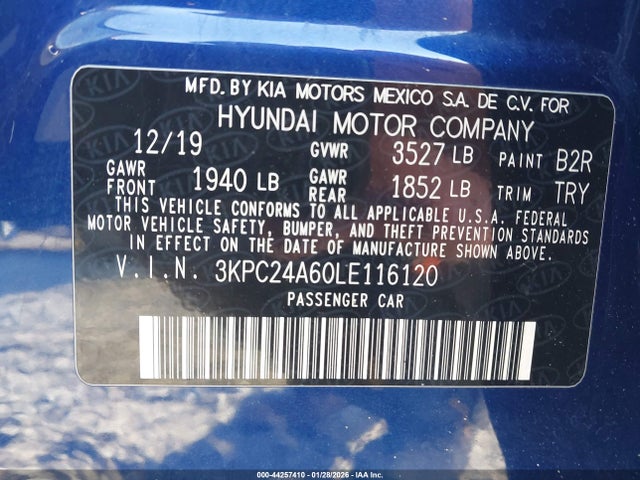 MFD. BY KIA MOTORS MEXICO S.A. DE C.V. FOR
HYUNDAI MOTOR COMPANY
12/19 GVWR 3527 LB PAINT B2R
GAWR FRONT 1940 LB GAWR REAR 1852 LB TRIM TRY
THIS VEHICLE CONFORMS TO ALL APPLICABLE U.S.A. FEDERAL
MOTOR VEHICLE SAFETY, BUMPER, AND THEFT PREVENTION STANDARDS
IN EFFECT ON THE DATE OF MANUFACTURE SHOWN ABOVE.
V.I.N. 3KPC24A60LE116120
PASSENGER CAR
000-44257410 - 01/28/2026 - IAA Inc.